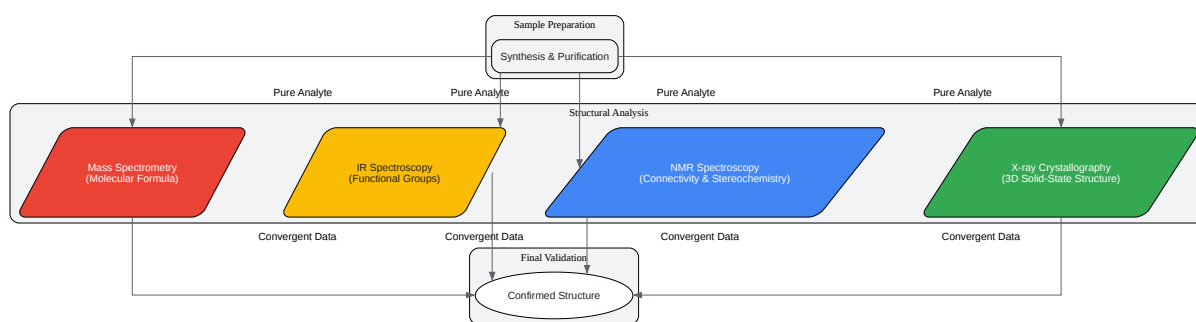 Sample Preparation
Synthesis & Purification
Pure Analyte
Pure Analyte
Pure Analyte
Pure Analyte
Structural Analysis
Mass Spectrometry
(Molecular Formula)
IR Spectroscopy
(Functional Groups)
NMR Spectroscopy
(Connectivity & Stereochemistry)
X-ray Crystallography
(3D Solid-State Structure)
Convergent Data
Convergent Data
Convergent Data
Convergent Data
Final Validation
Confirmed Structure